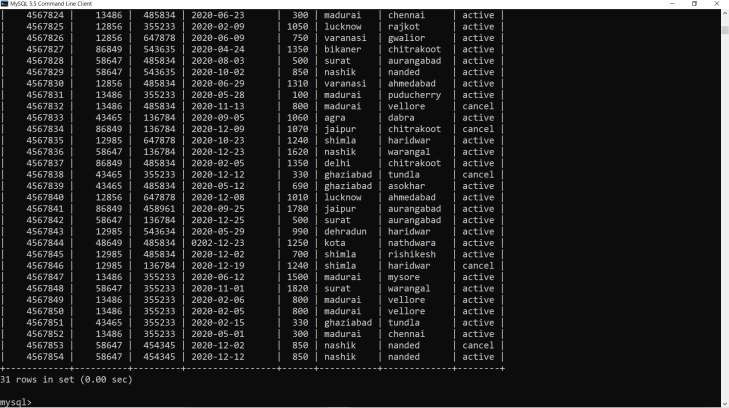 MySQL 5.5 Command Line Client
| 4567824 | 13486 | 485834 | 2020-06-23 | 300 | madurai | chennai | active |
| 4567825 | 12856 | 355233 | 2020-02-09 | 1050 | lucknow | rajkot | active |
| 4567826 | 12856 | 647878 | 2020-06-09 | 750 | varanasi | gwalior | active |
| 4567827 | 86849 | 543635 | 2020-04-24 | 1350 | bikaner | chitrakoot | active |
| 4567828 | 58647 | 485834 | 2020-08-03 | 500 | surat | aurangabad | active |
| 4567829 | 58647 | 543635 | 2020-10-02 | 850 | nashik | nanded | active |
| 4567830 | 12856 | 355233 | 2020-06-29 | 1310 | varanasi | ahmedabad | active |
| 4567831 | 13486 | 355233 | 2020-05-28 | 100 | madurai | puducherry | active |
| 4567832 | 13486 | 485834 | 2020-11-13 | 800 | madurai | vellore | cancel |
| 4567833 | 43465 | 136784 | 2020-09-05 | 1060 | agra | dabra | active |
| 4567834 | 86849 | 136784 | 2020-12-09 | 1070 | jaipur | chitrakoot | cancel |
| 4567835 | 12985 | 647878 | 2020-10-23 | 1240 | shimla | haridwar | active |
| 4567836 | 58647 | 136784 | 2020-12-23 | 1620 | nashik | warangal | active |
| 4567837 | 86849 | 485834 | 2020-02-05 | 1350 | delhi | chitrakoot | active |
| 4567838 | 43465 | 355233 | 2020-12-12 | 330 | ghaziabad | tundla | cancel |
| 4567839 | 43465 | 485834 | 2020-05-12 | 690 | ghaziabad | asokhar | active |
| 4567840 | 12856 | 647878 | 2020-12-08 | 1010 | lucknow | ahmedabad | active |
| 4567841 | 86849 | 458961 | 2020-09-25 | 1780 | jaipur | aurangabad | active |
| 4567842 | 58647 | 136784 | 2020-12-25 | 500 | surat | aurangabad | active |
| 4567843 | 12985 | 543634 | 2020-05-29 | 990 | dehradun | haridwar | active |
| 4567844 | 48649 | 485834 | 0202-12-23 | 1250 | kota | nathdwara | active |
| 4567845 | 12985 | 485834 | 2020-12-02 | 700 | shimla | rishikesh | active |
| 4567846 | 12985 | 136784 | 2020-12-19 | 1240 | shimla | haridwar | cancel |
| 4567847 | 13486 | 355233 | 2020-06-12 | 1500 | madurai | mysore | active |
| 4567848 | 58647 | 355233 | 2020-11-01 | 1820 | surat | warangal | active |
| 4567849 | 13486 | 355233 | 2020-02-06 | 800 | madurai | vellore | active |
| 4567850 | 13486 | 355233 | 2020-02-05 | 800 | madurai | vellore | active |
| 4567851 | 43465 | 355233 | 2020-02-15 | 330 | ghaziabad | tundla | active |
| 4567852 | 13486 | 355233 | 2020-05-01 | 300 | madurai | chennai | active |
| 4567853 | 58647 | 454345 | 2020-12-02 | 850 | nashik | nanded | cancel |
| 4567854 | 58647 | 454345 | 2020-12-12 | 850 | nashik | nanded | active |
+---------+-------+--------+------------+------+-----------+------------+--------+
31 rows in set (0.00 sec)
mysql>